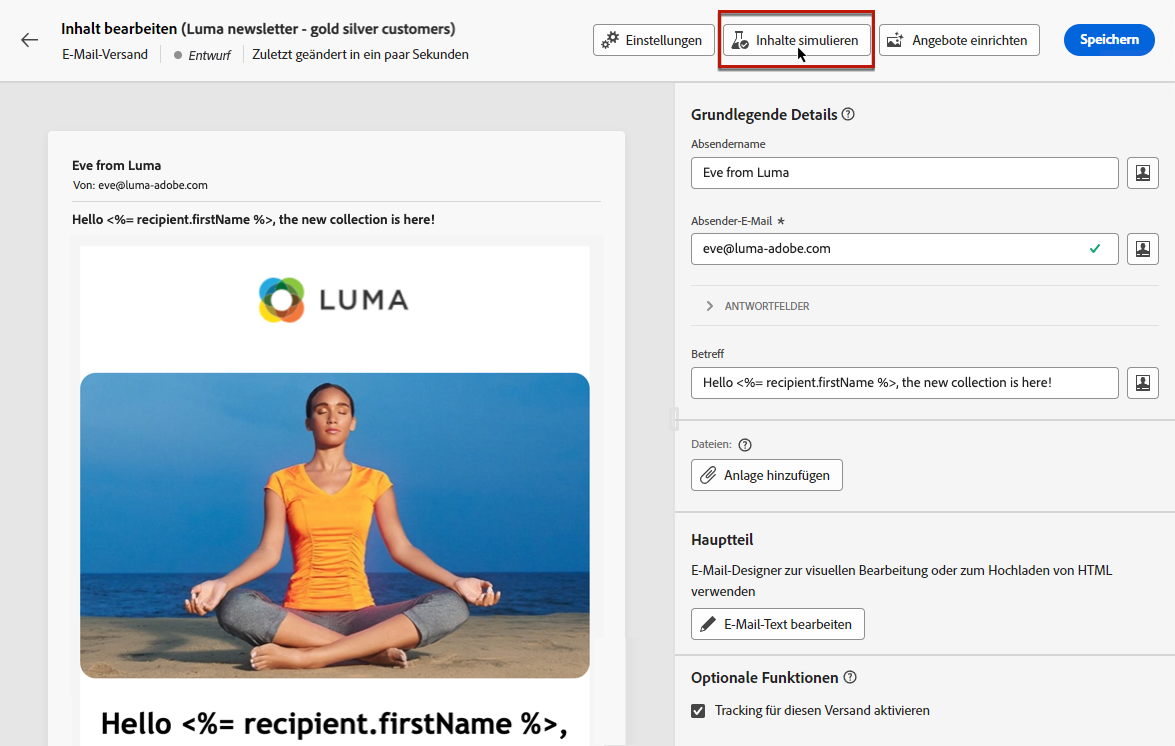 Inhalt bearbeiten (Luma newsletter - gold silver customers)
E-Mail-Versand
Entwurf
Zuletzt geändert in ein paar Sekunden
Einstellungen
Inhalte simulieren
Angebote einrichten
Speichern
Eve from Luma
Von: eve@luma-adobe.com
Hello <%= recipient.firstName %>, the new collection is here!
LUMA
Hello <%= recipient.firstName %>,
Grundlegende Details
Absendername
Eve from Luma
Absender-E-Mail *
eve@luma-adobe.com
ANTWORTFELDER
Betreff
Hello <%= recipient.firstName %>, the new collection is here!
Dateien:
Anlage hinzufügen
Hauptteil
E-Mail-Designer zur visuellen Bearbeitung oder zum Hochladen von HTML
verwenden
E-Mail-Text bearbeiten
Optionale Funktionen
Tracking für diesen Versand aktivieren